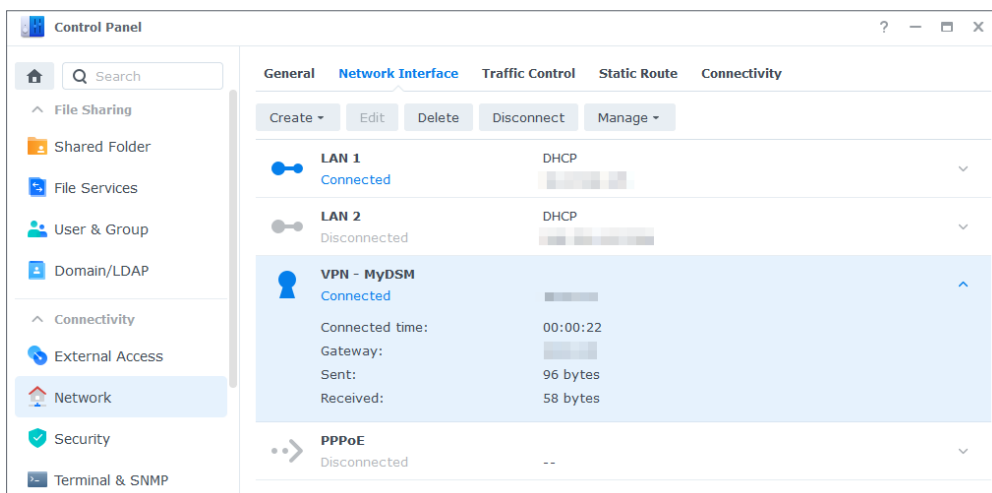 Control Panel
?
Search
General Network Interface Traffic Control Static Route Connectivity
File Sharing
Shared Folder
File Services
User & Group
Domain/LDAP
Connectivity
External Access
Network
Security
Terminal & SNMP
Create Edit Delete Disconnect Manage
LAN 1 DHCP
Connected
LAN 2 DHCP
Disconnected
VPN - MyDSM
Connected
Connected time: 00:00:22
Gateway:
Sent: 96 bytes
Received: 58 bytes
PPPoE
Disconnected --